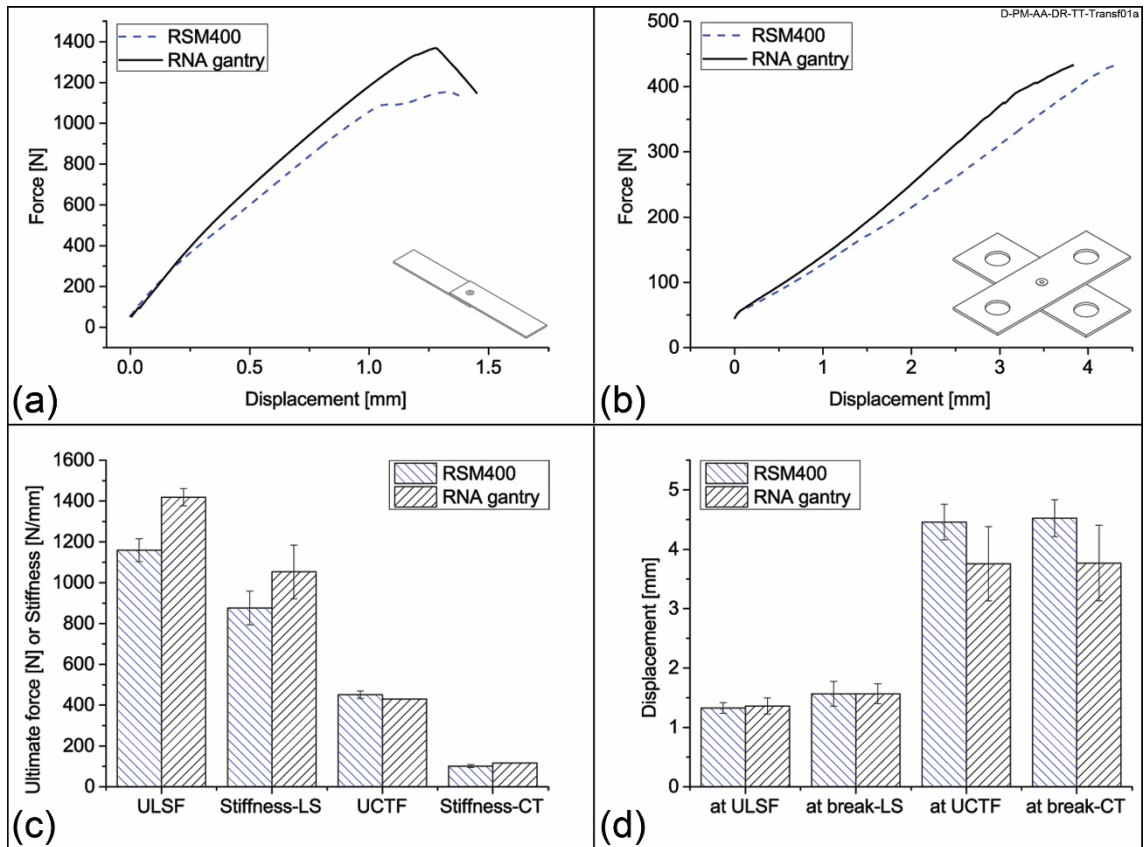 D-PM-AA-DR-TT-Transf01a
RSM400
RNA gantry
1400
1200
1000
800
600
400
200
0
Force [N]
0.0 0.5 1.0 1.5
Displacement [mm]
(a)
RSM400
RNA gantry
500
400
300
200
100
0
Force [N]
0 1 2 3 4
Displacement [mm]
(b)
RSM400
RNA gantry
1600
1400
1200
1000
800
600
400
200
0
Ultimate force [N] or Stiffness [N/mm]
ULSF Stiffness-LS UCTF Stiffness-CT
(c)
RSM400
RNA gantry
5
4
3
2
1
0
Displacement [mm]
at ULSF at break-LS at UCTF at break-CT
(d)